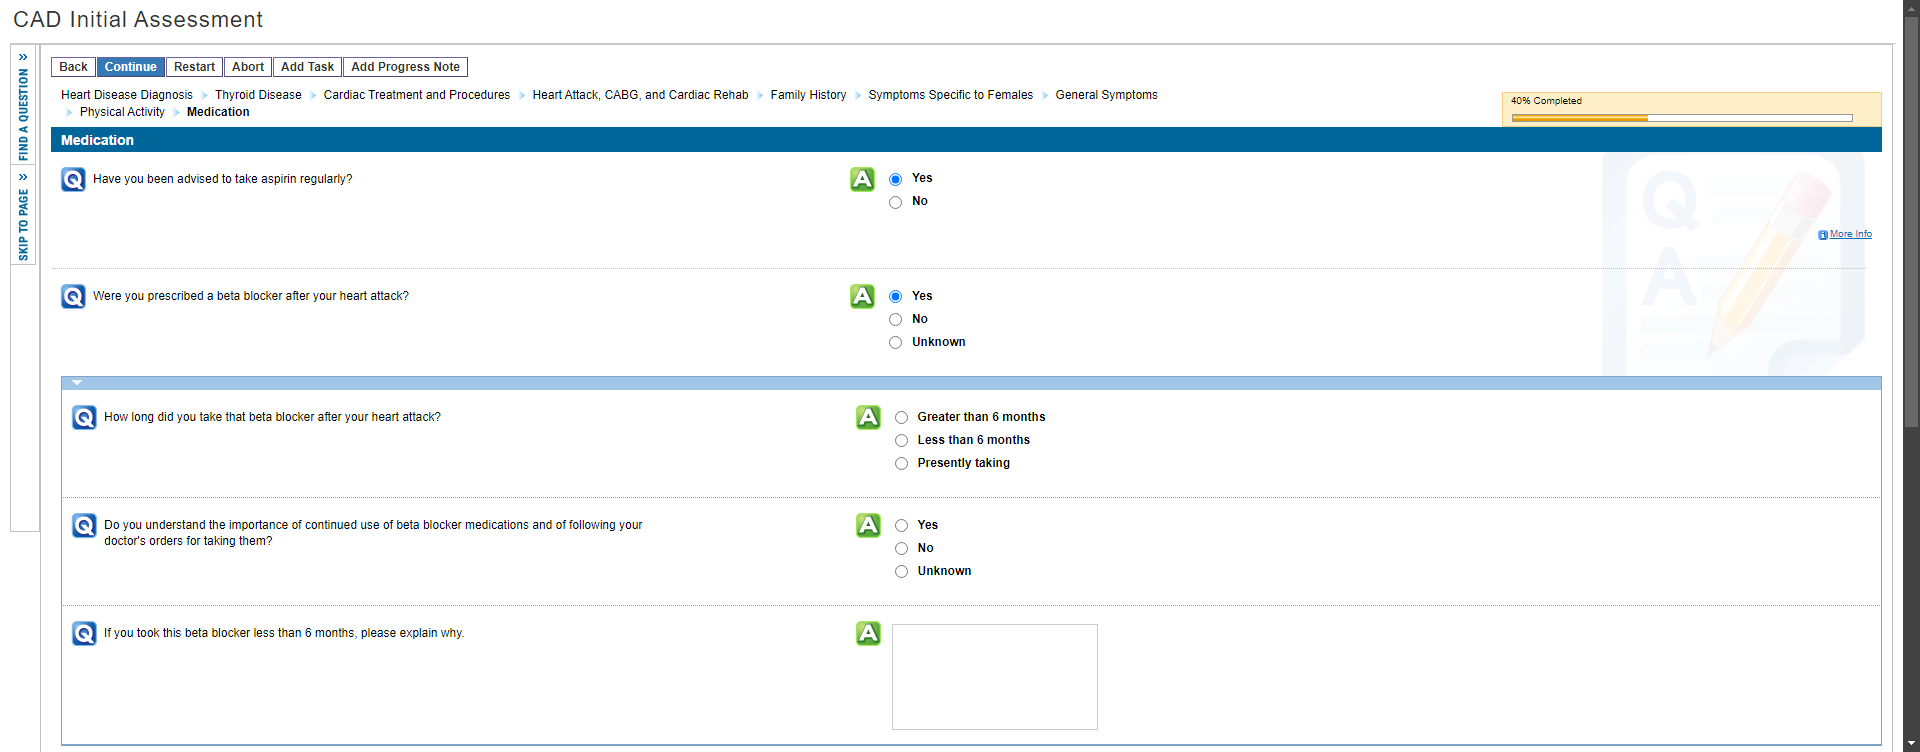 CAD Initial Assessment
» FIND A QUESTION
» SKIP TO PAGE
Back Continue Restart Abort Add Task Add Progress Note
Heart Disease Diagnosis Thyroid Disease Cardiac Treatment and Procedures Heart Attack, CABG, and Cardiac Rehab Family History Symptoms Specific to Females General Symptoms
Physical Activity Medication
40% Completed
Medication
Q Have you been advised to take aspirin regularly?
A Yes
No
More Info
Q Were you prescribed a beta blocker after your heart attack?
A Yes
No
Unknown
Q How long did you take that beta blocker after your heart attack?
A Greater than 6 months
Less than 6 months
Presently taking
Q Do you understand the importance of continued use of beta blocker medications and of following your
doctor's orders for taking them?
A Yes
No
Unknown
Q If you took this beta blocker less than 6 months, please explain why.
A
Q
A